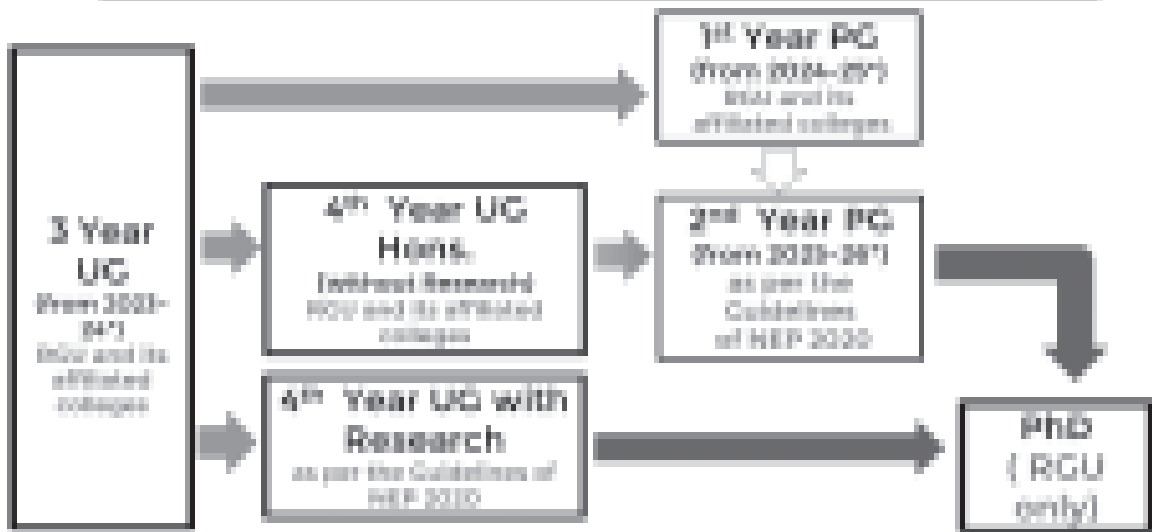 3 Year
UG
(from 2023-
24*)
RGU and its
affiliated
colleges
1st Year PG
(from 2024-25*)
RGU and its
affiliated colleges
4th Year UG
Hons.
(without Research)
RGU and its affiliated
colleges
2nd Year PG
(from 2025-26*)
as per the
Guidelines
of NEP 2020
4th Year UG with
Research
as per the Guidelines of
NEP 2020
PhD
( RGU
only)